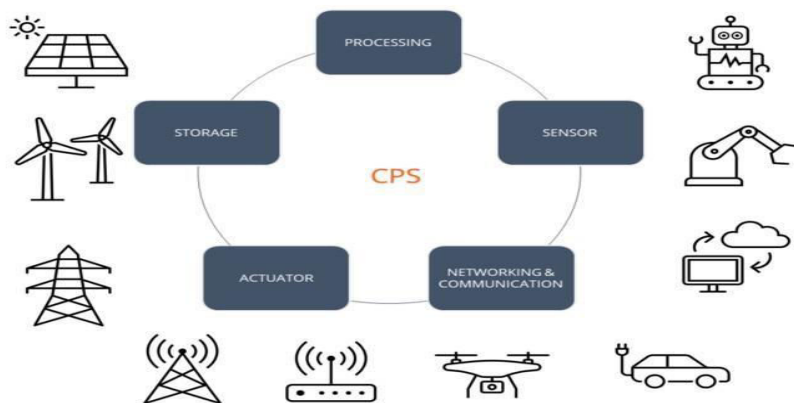 PROCESSING
STORAGE
SENSOR
CPS
ACTUATOR
NETWORKING &
COMMUNICATION